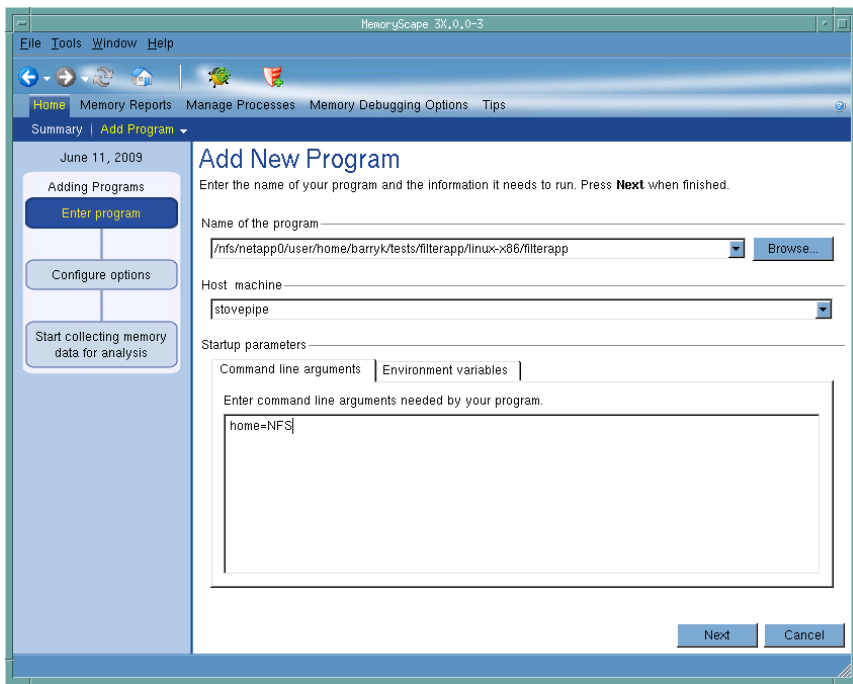 MemoryScape 3X.0.0-3
File Tools Window Help
Home Memory Reports Manage Processes Memory Debugging Options Tips
Summary | Add Program
June 11, 2009
Adding Programs
Enter program
Configure options
Start collecting memory
data for analysis
Add New Program
Enter the name of your program and the information it needs to run. Press Next when finished.
Name of the program
/nfs/netapp0/user/home/barryk/tests/filterapp/linux-x86/filterapp
Browse...
Host machine
stovepipe
Startup parameters
Command line arguments
Environment variables
Enter command line arguments needed by your program.
home=NFS
Next
Cancel